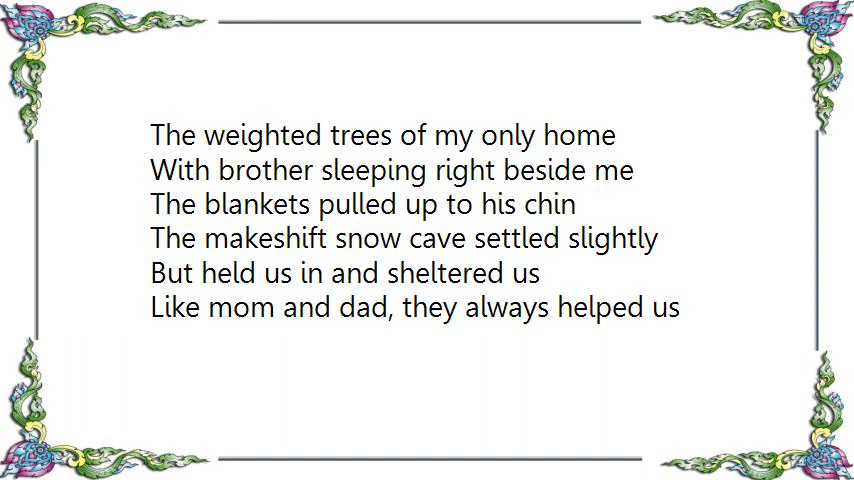 The weighted trees of my only home
With brother sleeping right beside me
The blankets pulled up to his chin
The makeshift snow cave settled slightly
But held us in and sheltered us
Like mom and dad, they always helped us